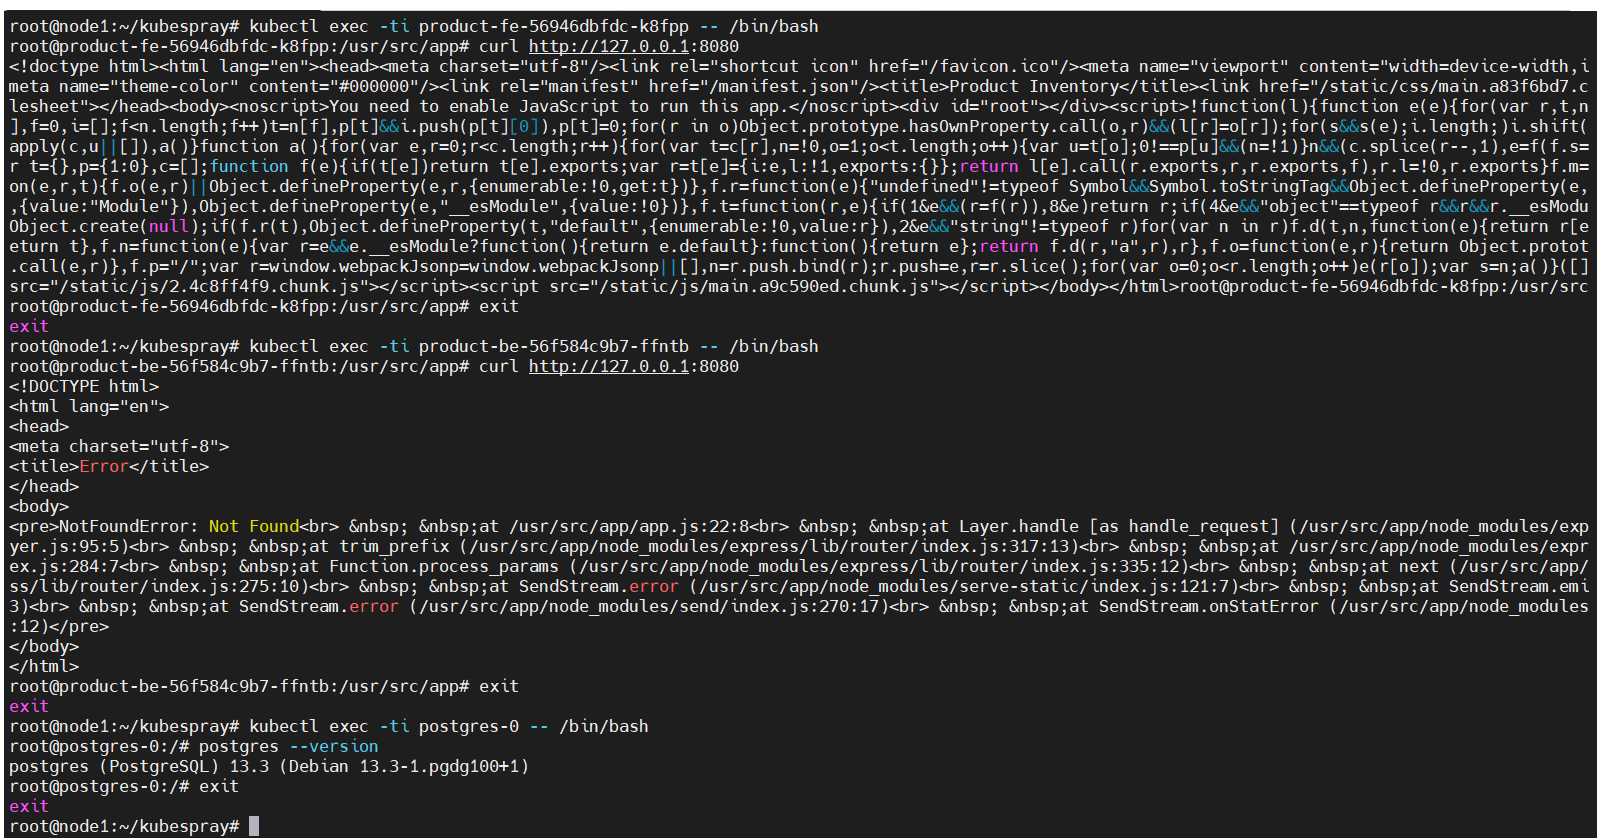 root@node1:~/kubespray# kubectl exec -ti product-fe-56946dbfdc-k8fpp -- /bin/bash
root@product-fe-56946dbfdc-k8fpp:/usr/src/app# curl http://127.0.0.1:8080
<!doctype html><html lang="en"><head><meta charset="utf-8"/><link rel="shortcut icon" href="/favicon.ico"/><meta name="viewport" content="width=device-width,i
meta name="theme-color" content="#000000"/><link rel="manifest" href="/manifest.json"/><title>Product Inventory</title><link href="/static/css/main.a83f6bd7.c
lesheet"></head><body><noscript>You need to enable JavaScript to run this app.</noscript><div id="root"></div><script>!function(l){function e(e){for(var r,t,n
],f=0,i=[];f<n.length;f++)t=n[f],p[t]&&i.push(p[t][0]),p[t]=0;for(r in o)Object.prototype.hasOwnProperty.call(o,r)&&(l[r]=o[r]);for(s&&s(e);i.length;)i.shift(
apply(c,u||[]),a()}function a(){for(var e,r=0;r<c.length;r++){for(var t=c[r],n=!0,o=1;o<t.length;o++){var u=t[o];0!==p[u]&&(n=!1)}n&&(c.splice(r--,1),e=f(f.s=
r t={},p={1:0},c=[];function f(e){if(t[e])return t[e].exports;var r=t[e]={i:e,l:!1,exports:{}};return l[e].call(r.exports,r,r.exports,f),r.l=!0,r.exports}f.m=
on(e,r,t){f.o(e,r)||Object.defineProperty(e,r,{enumerable:!0,get:t})},f.r=function(e){"undefined"!=typeof Symbol&&Symbol.toStringTag&&Object.defineProperty(e,
,{value:"Module"}),Object.defineProperty(e,"__esModule",{value:!0})},f.t=function(r,e){if(1&e&&(r=f(r)),8&e)return r;if(4&e&&"object"==typeof r&&r&&r.__esModu
Object.create(null);if(f.r(t),Object.defineProperty(t,"default",{enumerable:!0,value:r}),2&e&&"string"!=typeof r)for(var n in r)f.d(t,n,function(e){return r[e
eturn t},f.n=function(e){var r=e&&e.__esModule?function(){return e.default}:function(){return e};return f.d(r,"a",r),r},f.o=function(e,r){return Object.protot
.call(e,r)},f.p="/";var r=window.webpackJsonp=window.webpackJsonp||[],n=r.push.bind(r);r.push=e,r=r.slice();for(var o=0;o<r.length;o++)e(r[o]);var s=n;a()}([]
src="/static/js/2.4c8ff4f9.chunk.js"></script><script src="/static/js/main.a9c590ed.chunk.js"></script></body></html>root@product-fe-56946dbfdc-k8fpp:/usr/src
root@product-fe-56946dbfdc-k8fpp:/usr/src/app# exit
exit
root@node1:~/kubespray# kubectl exec -ti product-be-56f584c9b7-ffntb -- /bin/bash
root@product-be-56f584c9b7-ffntb:/usr/src/app# curl http://127.0.0.1:8080
<!DOCTYPE html>
<html lang="en">
<head>
<meta charset="utf-8">
<title>Error</title>
</head>
<body>
<pre>NotFoundError: Not Found<br> &nbsp; &nbsp;at /usr/src/app/app.js:22:8<br> &nbsp; &nbsp;at Layer.handle [as handle_request] (/usr/src/app/node_modules/exp
yer.js:95:5)<br> &nbsp; &nbsp;at trim_prefix (/usr/src/app/node_modules/express/lib/router/index.js:317:13)<br> &nbsp; &nbsp;at /usr/src/app/node_modules/expr
ex.js:284:7<br> &nbsp; &nbsp;at Function.process_params (/usr/src/app/node_modules/express/lib/router/index.js:335:12)<br> &nbsp; &nbsp;at next (/usr/src/app/
ss/lib/router/index.js:275:10)<br> &nbsp; &nbsp;at SendStream.error (/usr/src/app/node_modules/serve-static/index.js:121:7)<br> &nbsp; &nbsp;at SendStream.emi
3)<br> &nbsp; &nbsp;at SendStream.error (/usr/src/app/node_modules/send/index.js:270:17)<br> &nbsp; &nbsp;at SendStream.onStatError (/usr/src/app/node_modules
:12)</pre>
</body>
</html>
root@product-be-56f584c9b7-ffntb:/usr/src/app# exit
exit
root@node1:~/kubespray# kubectl exec -ti postgres-0 -- /bin/bash
root@postgres-0:/# postgres --version
postgres (PostgreSQL) 13.3 (Debian 13.3-1.pgdg100+1)
root@postgres-0:/# exit
exit
root@node1:~/kubespray#